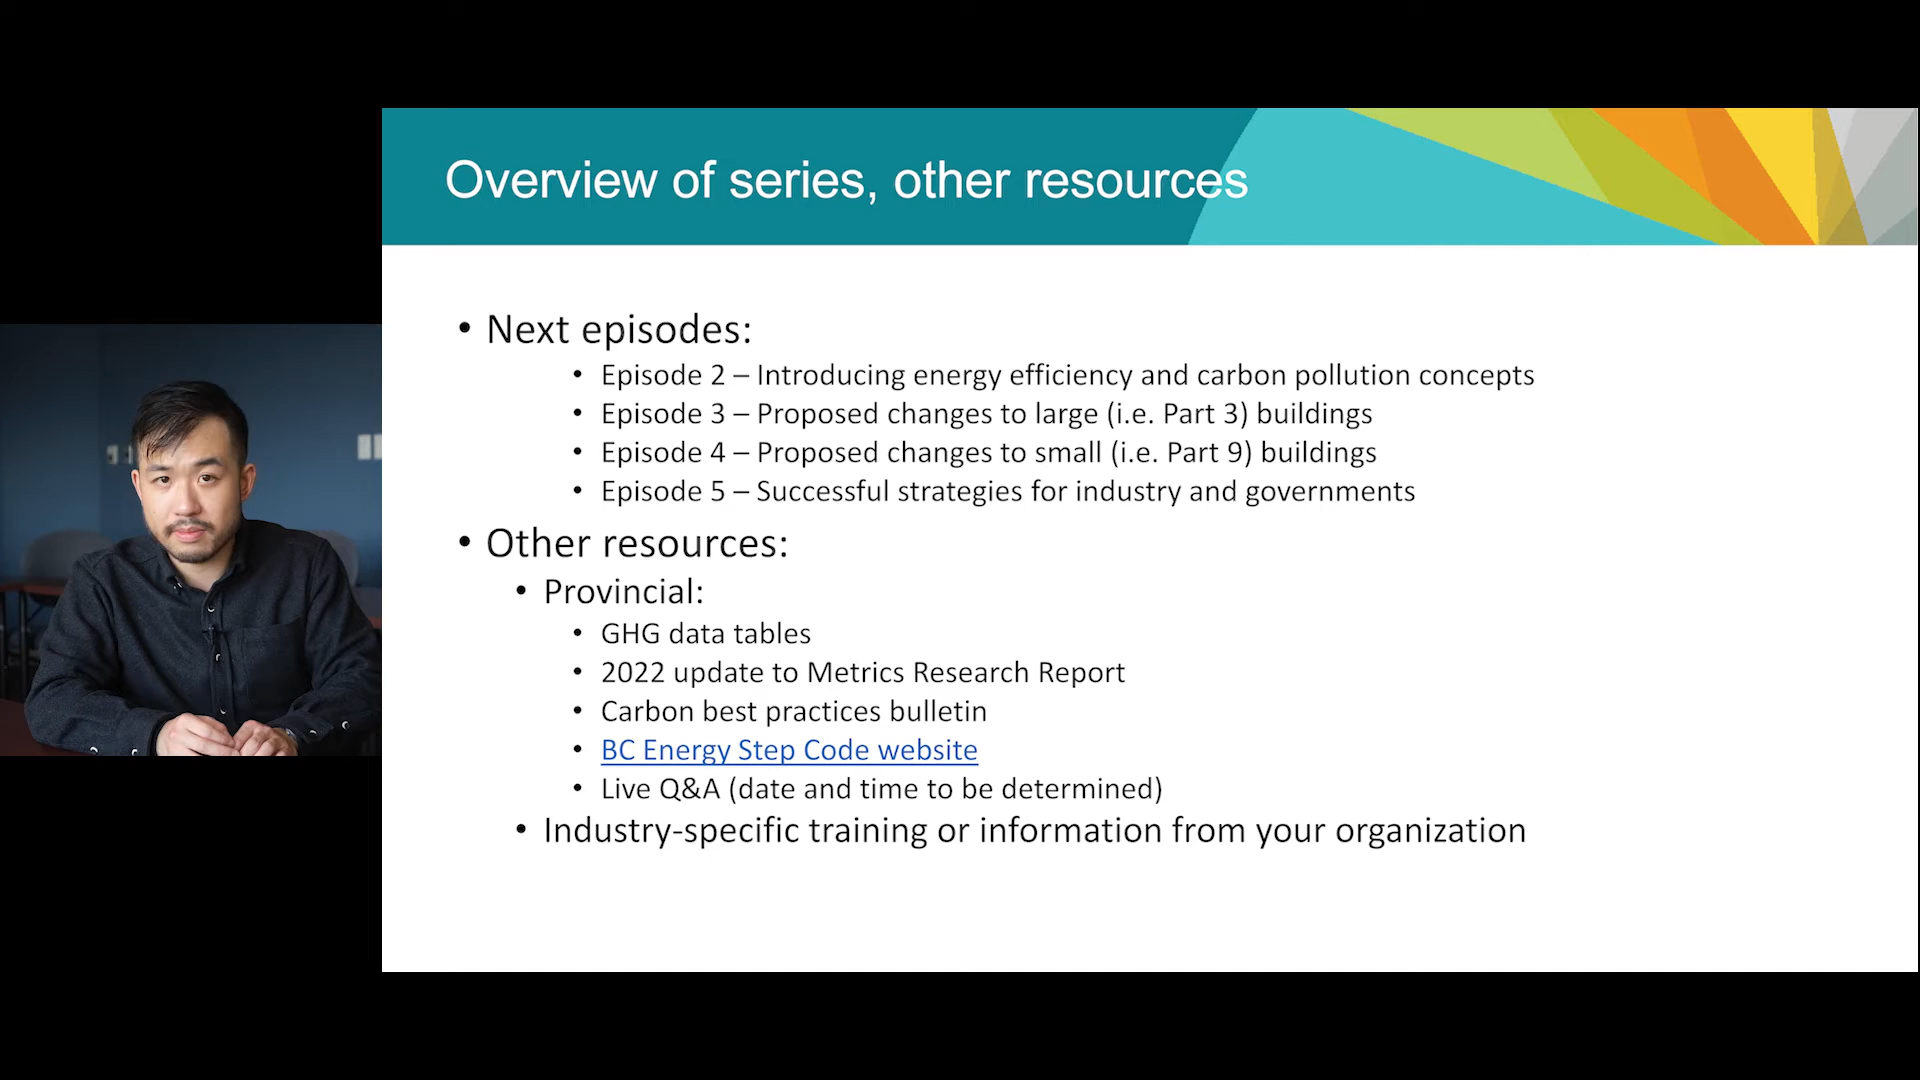 Overview of series, other resources
• Next episodes:
• Episode 2 – Introducing energy efficiency and carbon pollution concepts
• Episode 3 – Proposed changes to large (i.e. Part 3) buildings
• Episode 4 – Proposed changes to small (i.e. Part 9) buildings
• Episode 5 – Successful strategies for industry and governments
• Other resources:
• Provincial:
• GHG data tables
• 2022 update to Metrics Research Report
• Carbon best practices bulletin
• BC Energy Step Code website
• Live Q&A (date and time to be determined)
• Industry-specific training or information from your organization